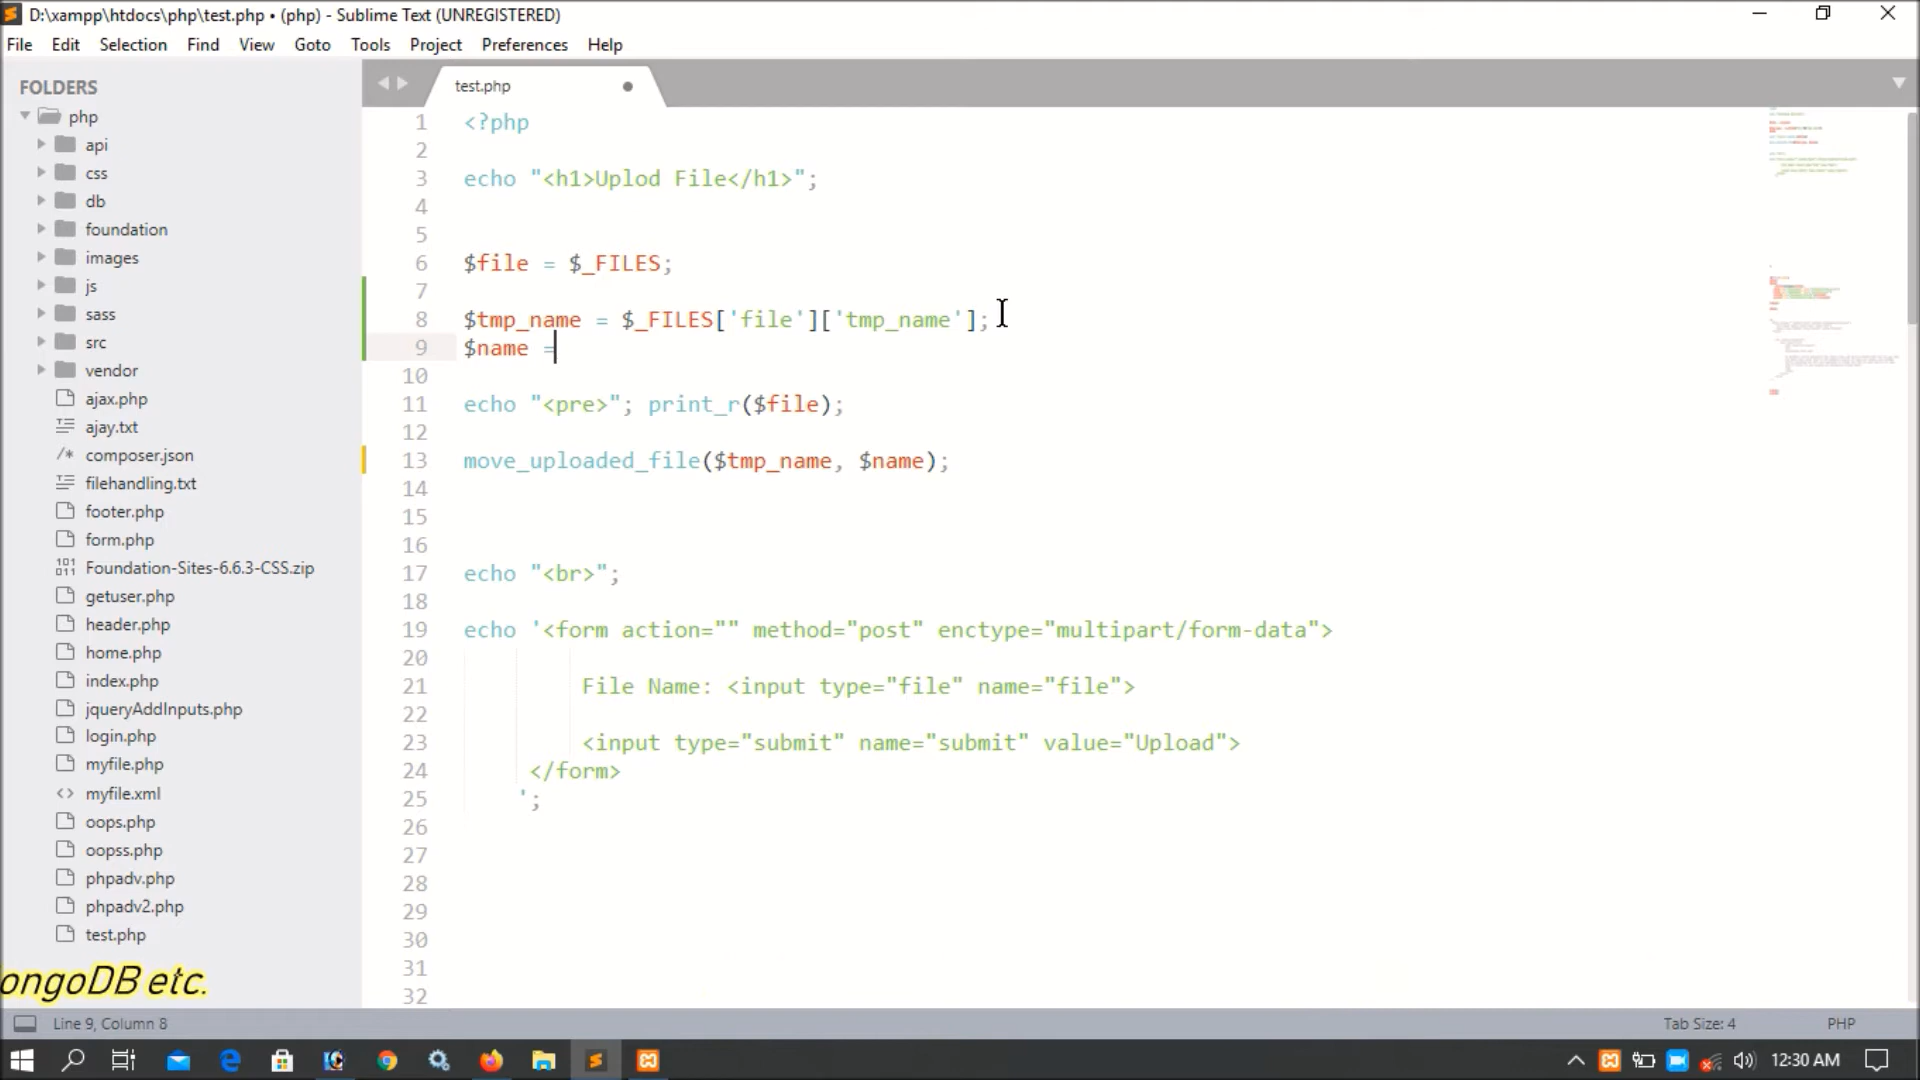 D:\xampp\htdocs\php\test.php • (php) - Sublime Text (UNREGISTERED)
File Edit Selection Find View Goto Tools Project Preferences Help
FOLDERS
php
api
css
db
foundation
images
js
sass
src
vendor
ajax.php
ajay.txt
composer.json
filehandling.txt
footer.php
form.php
Foundation-Sites-6.6.3-CSS.zip
getuser.php
header.php
home.php
index.php
jqueryAddInputs.php
login.php
myfile.php
myfile.xml
oops.php
oopss.php
phpadv.php
phpadv2.php
test.php
ongoDB etc.
test.php
1 <?php
2
3 echo "<h1>Uplod File</h1>";
4
5
6 $file = $_FILES;
7
8 $tmp_name = $_FILES['file']['tmp_name'];
9 $name =
10
11 echo "<pre>"; print_r($file);
12
13 move_uploaded_file($tmp_name, $name);
14
15
16
17 echo "<br>";
18
19 echo '<form action="" method="post" enctype="multipart/form-data">
20
21 File Name: <input type="file" name="file">
22
23 <input type="submit" name="submit" value="Upload">
24 </form>
25 ';
26
27
28
29
30
31
32
Line 9, Column 8 Tab Size: 4 PHP
12:30 AM